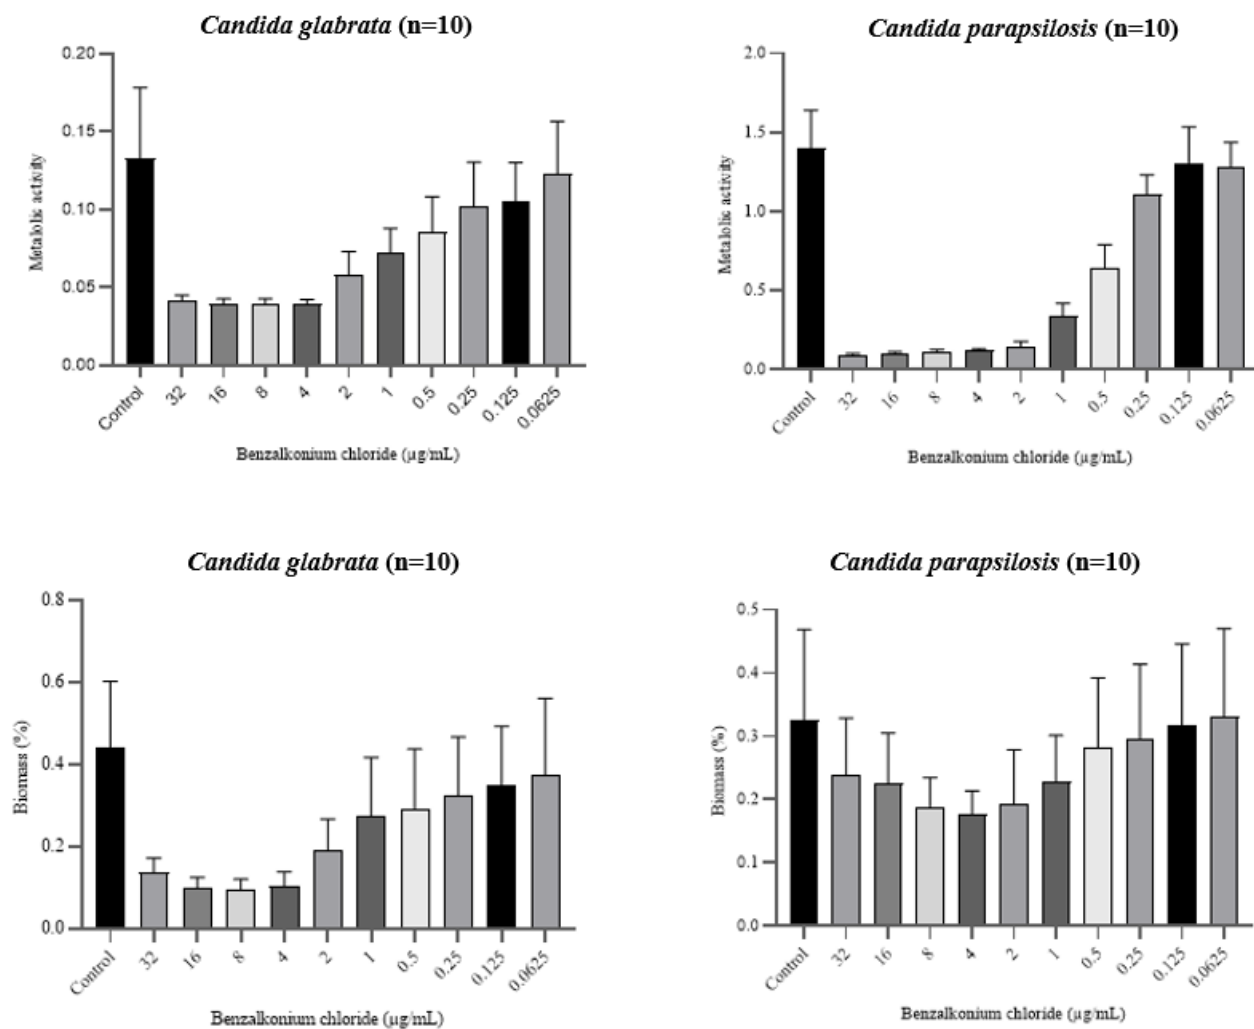 Candida glabrata (n=10)
Metalolic activity
0.20
0.15
0.10
0.05
0.00
Control 32 16 8 4 2 1 0.5 0.25 0.125 0.0625
Benzalkonium chloride (µg/mL)
Candida parapsilosis (n=10)
Metalolic activity
2.0
1.5
1.0
0.5
0.0
Control 32 16 8 4 2 1 0.5 0.25 0.125 0.0625
Benzalkonium chloride (µg/mL)
Candida glabrata (n=10)
Biomass (%)
0.8
0.6
0.4
0.2
0.0
Control 32 16 8 4 2 1 0.5 0.25 0.125 0.0625
Benzalkonium chloride (µg/mL)
Candida parapsilosis (n=10)
Biomass (%)
0.5
0.4
0.3
0.2
0.1
0.0
Control 32 16 8 4 2 1 0.5 0.25 0.125 0.0625
Benzalkonium chloride (µg/mL)